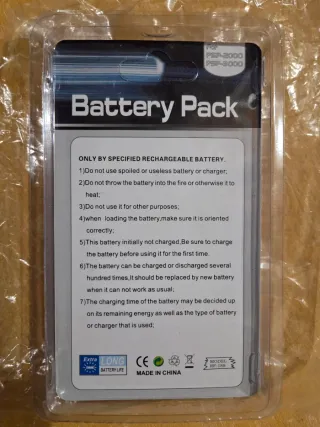 PSP-2000
PSP-3000
Battery Pack
ONLY BY SPECIFIED RECHARGEABLE BATTERY.
1)Do not use spoiled or useless battery or charger;
2)Do not throw the battery into the fire or otherwise it to
heat;
3)Do not use it for other purposes;
4)when loading the battery,make sure it is oriented
correctly;
5)This battery initially not charged,Be sure to charge
the battery before using it for the first time.
6)The battery can be charged or discharged several
hundred times,It should be replaced by new battery
when it can not work as usual;
7)The charging time of the battery may be decided up
on its remaining energy as well as the type of battery
or charger that is used;
Extra LONG
BATTERY LIFE
CE
MADE IN CHINA